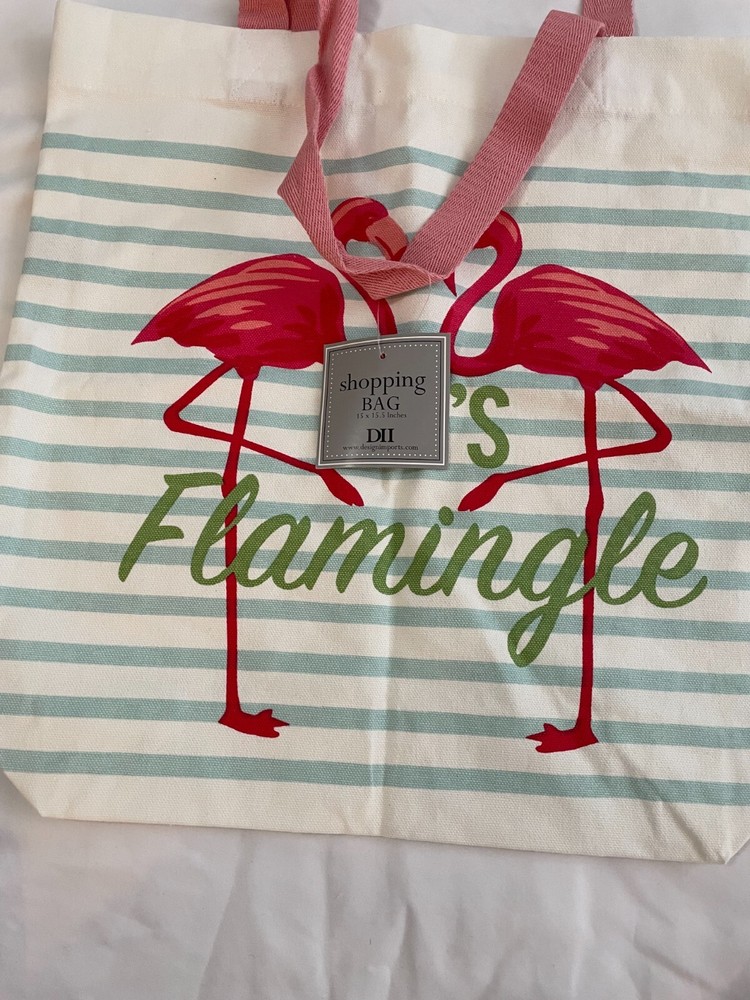 shopping
BAG
15 x 15.5 inches
DII
www.designimports.com
'S
Flamingle